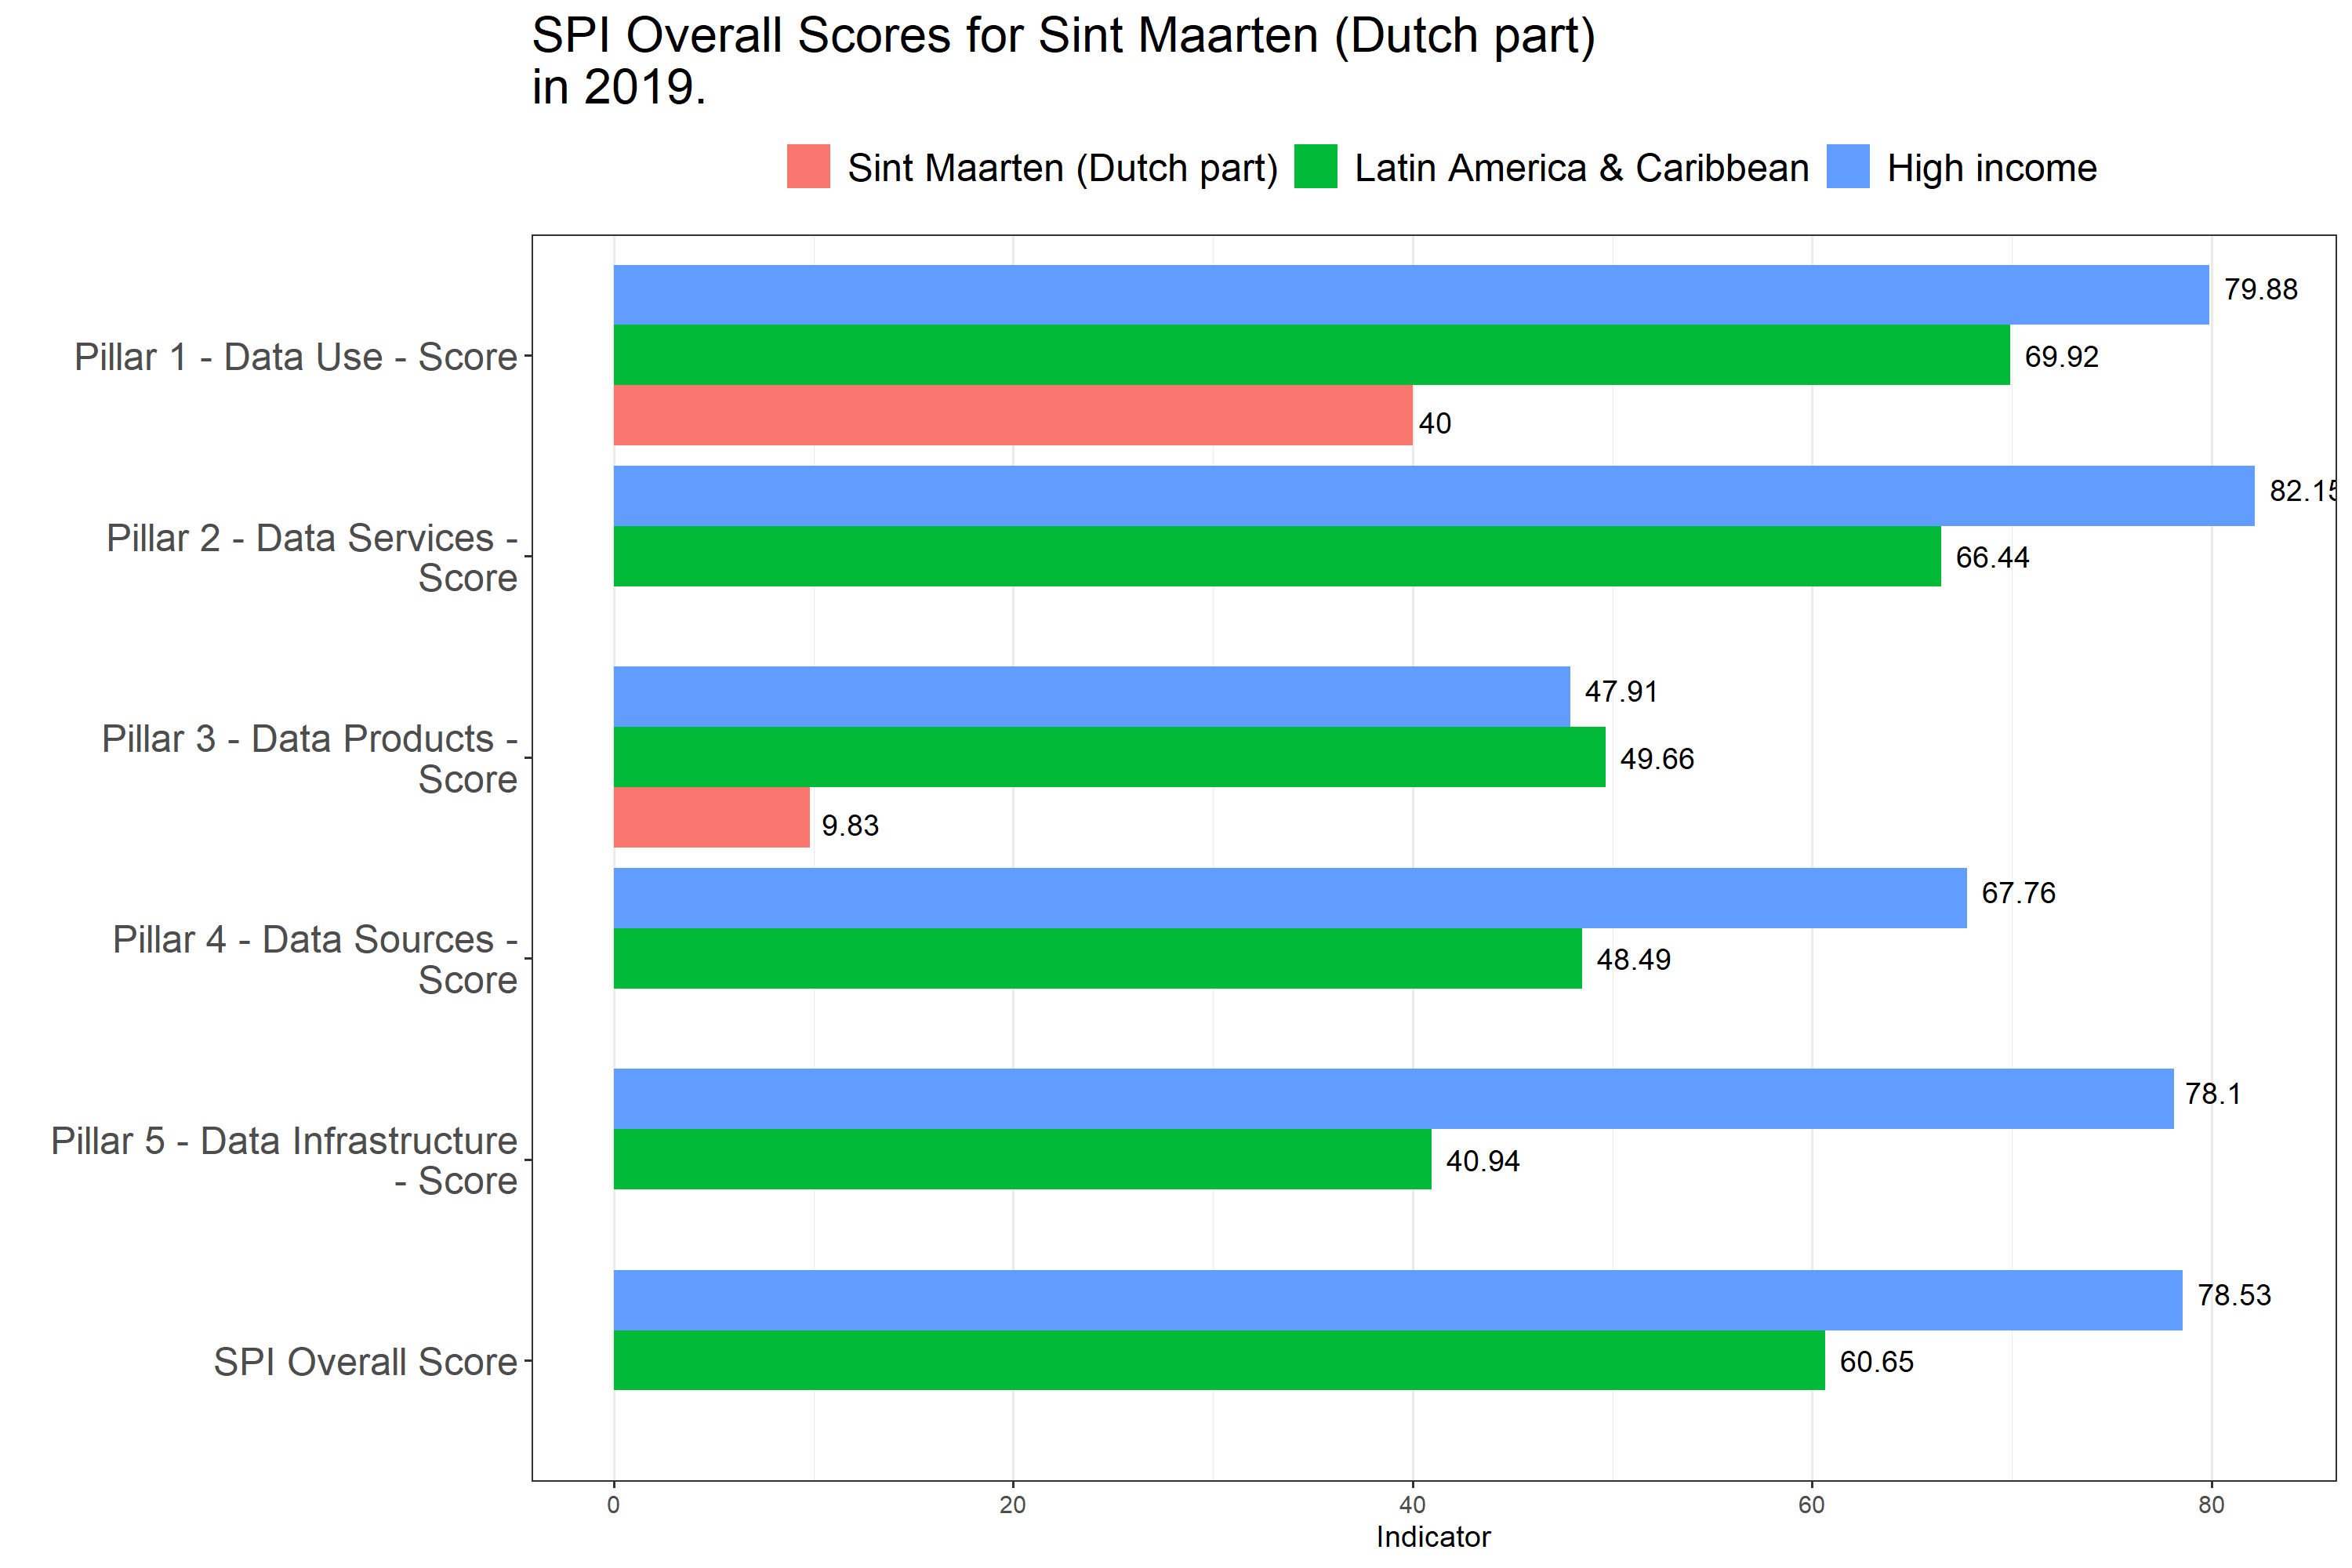 SPI Overall Scores for Sint Maarten (Dutch part)
in 2019.
Sint Maarten (Dutch part) Latin America & Caribbean High income
79.88
Pillar 1 - Data Use - Score
69.92
40
82.15
Pillar 2 - Data Services -
Score
66.44
47.91
Pillar 3 - Data Products -
Score
49.66
9.83
67.76
Pillar 4 - Data Sources -
Score
48.49
78.1
Pillar 5 - Data Infrastructure
- Score
40.94
78.53
SPI Overall Score
60.65
0 20 40 60 80
Indicator